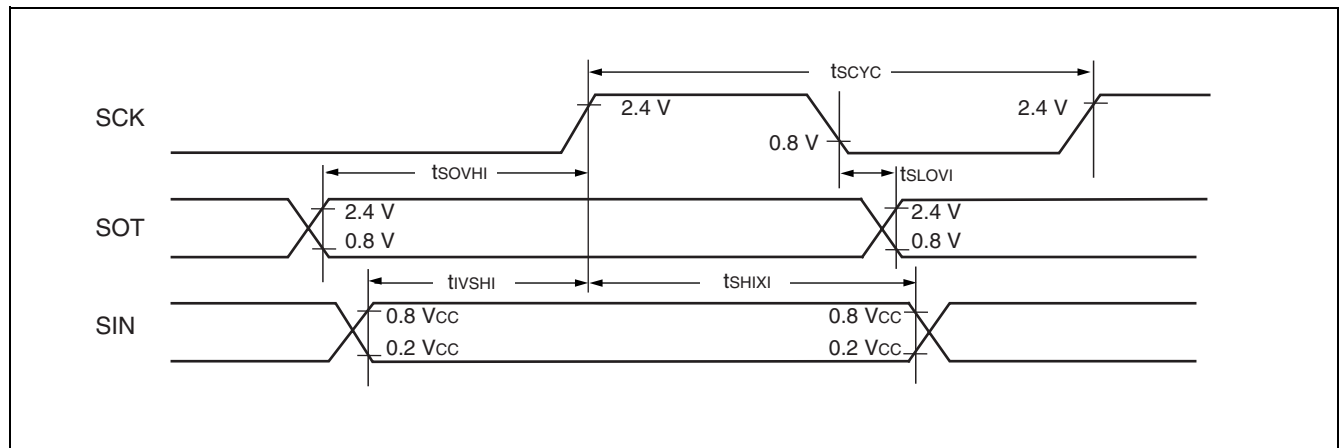 tSCYC
SCK
2.4 V
2.4 V
0.8 V
tSOVHI
tSLOVI
SOT
2.4 V
2.4 V
0.8 V
0.8 V
tIVSHI
tSHIXI
SIN
0.8 VCC
0.8 VCC
0.2 VCC
0.2 VCC